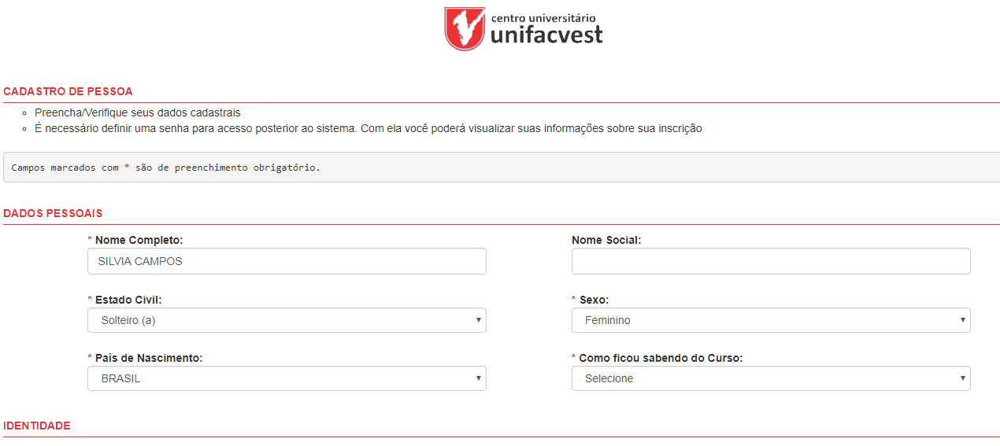 centro universitário
unifacvest
CADASTRO DE PESSOA
Preencha/Verifique seus dados cadastrais
É necessário definir uma senha para acesso posterior ao sistema. Com ela você poderá visualizar suas informações sobre sua inscrição
Campos marcados com * são de preenchimento obrigatório.
DADOS PESSOAIS
* Nome Completo: Nome Social:
SILVIA CAMPOS
* Estado Civil: * Sexo:
Solteiro (a) Feminino
* País de Nascimento: * Como ficou sabendo do Curso:
BRASIL Selecione
IDENTIDADE